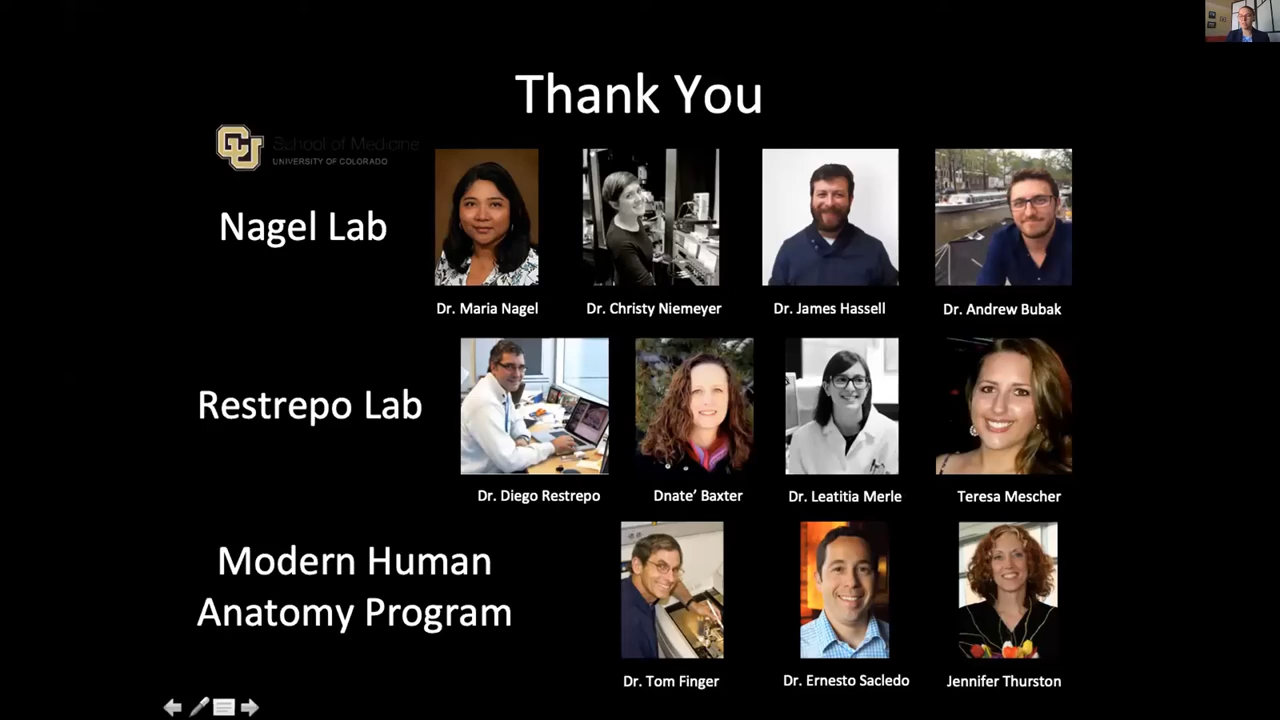 Thank You
School of Medicine
UNIVERSITY OF COLORADO
Nagel Lab
Dr. Maria Nagel
Dr. Christy Niemeyer
Dr. James Hassell
Dr. Andrew Bubak
Restrepo Lab
Dr. Diego Restrepo
Dnate’ Baxter
Dr. Leatitia Merle
Teresa Mescher
Modern Human
Anatomy Program
Dr. Tom Finger
Dr. Ernesto Sacledo
Jennifer Thurston